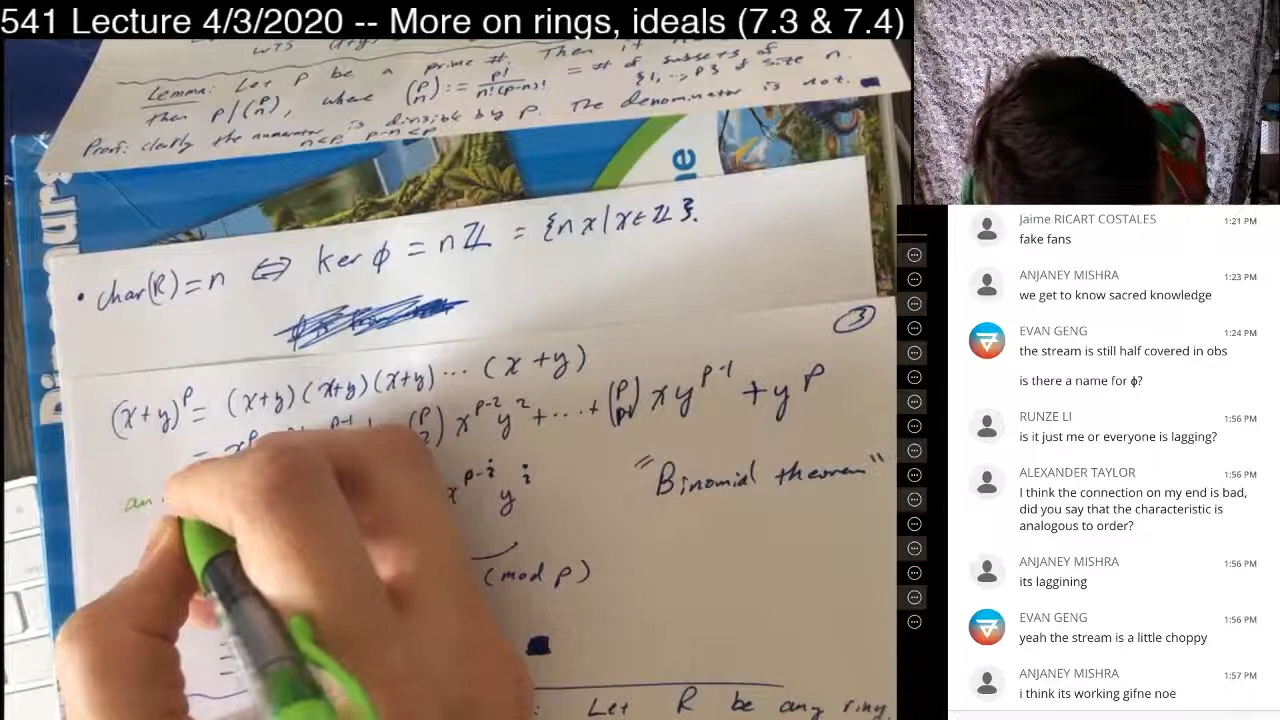 541 Lecture 4/3/2020 -- More on rings, ideals (7.3 & 7.4)
WTS
Lemma: Let P be a prime #. Then if
then p | (p n), where (p n) := p!/n!(p-n)! = # of subsets of {1, ..., p} of size n.
Proof: clearly the numerator is divisible by p. The denominator is not.
n<p, p-n<p
• char(R) = n ⇔ ker ϕ = nℤ = {nx | x ∈ ℤ}.
3
(x+y)^p = (x+y)(x+y)(x+y) ⋯ (x+y)
x^{p-2} y^2 + ⋯ + x y^{p-1} + y^p
an
x^{p-i} y^i
"Binomial theorem"
(mod p)
Let R be any ring
Jaime RICART COSTALES 1:21 PM
fake fans
ANJANEY MISHRA 1:23 PM
we get to know sacred knowledge
EVAN GENG 1:24 PM
the stream is still half covered in obs
is there a name for ϕ?
RUNZE LI 1:56 PM
is it just me or everyone is lagging?
ALEXANDER TAYLOR 1:56 PM
I think the connection on my end is bad,
did you say that the characteristic is
analogous to order?
ANJANEY MISHRA 1:56 PM
its laggining
EVAN GENG 1:56 PM
yeah the stream is a little choppy
ANJANEY MISHRA 1:57 PM
i think its working gifne noe